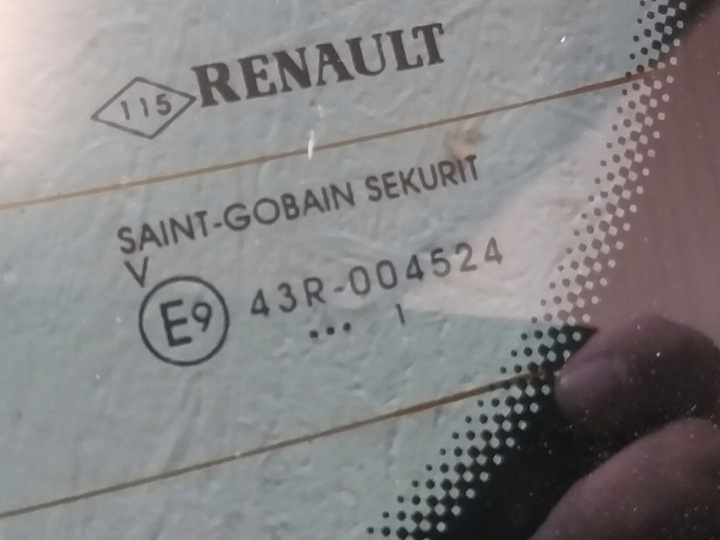 115 RENAULT
SAINT-GOBAIN SEKURIT
V
E9 43R-004524
... 1